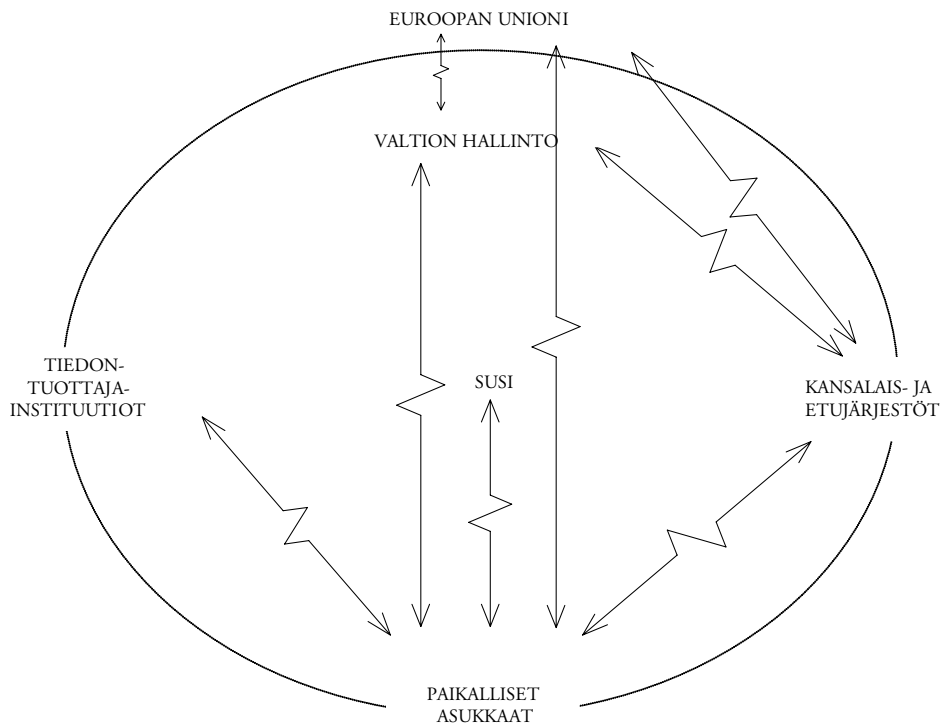 EUROOPAN UNIONI
VALTION HALLINTO
TIEDON-
TUOTTAJA-
INSTITUUTIOT
SUSI
KANSALAIS- JA
ETUJÄRJESTÖT
PAIKALLISET
ASUKKAAT